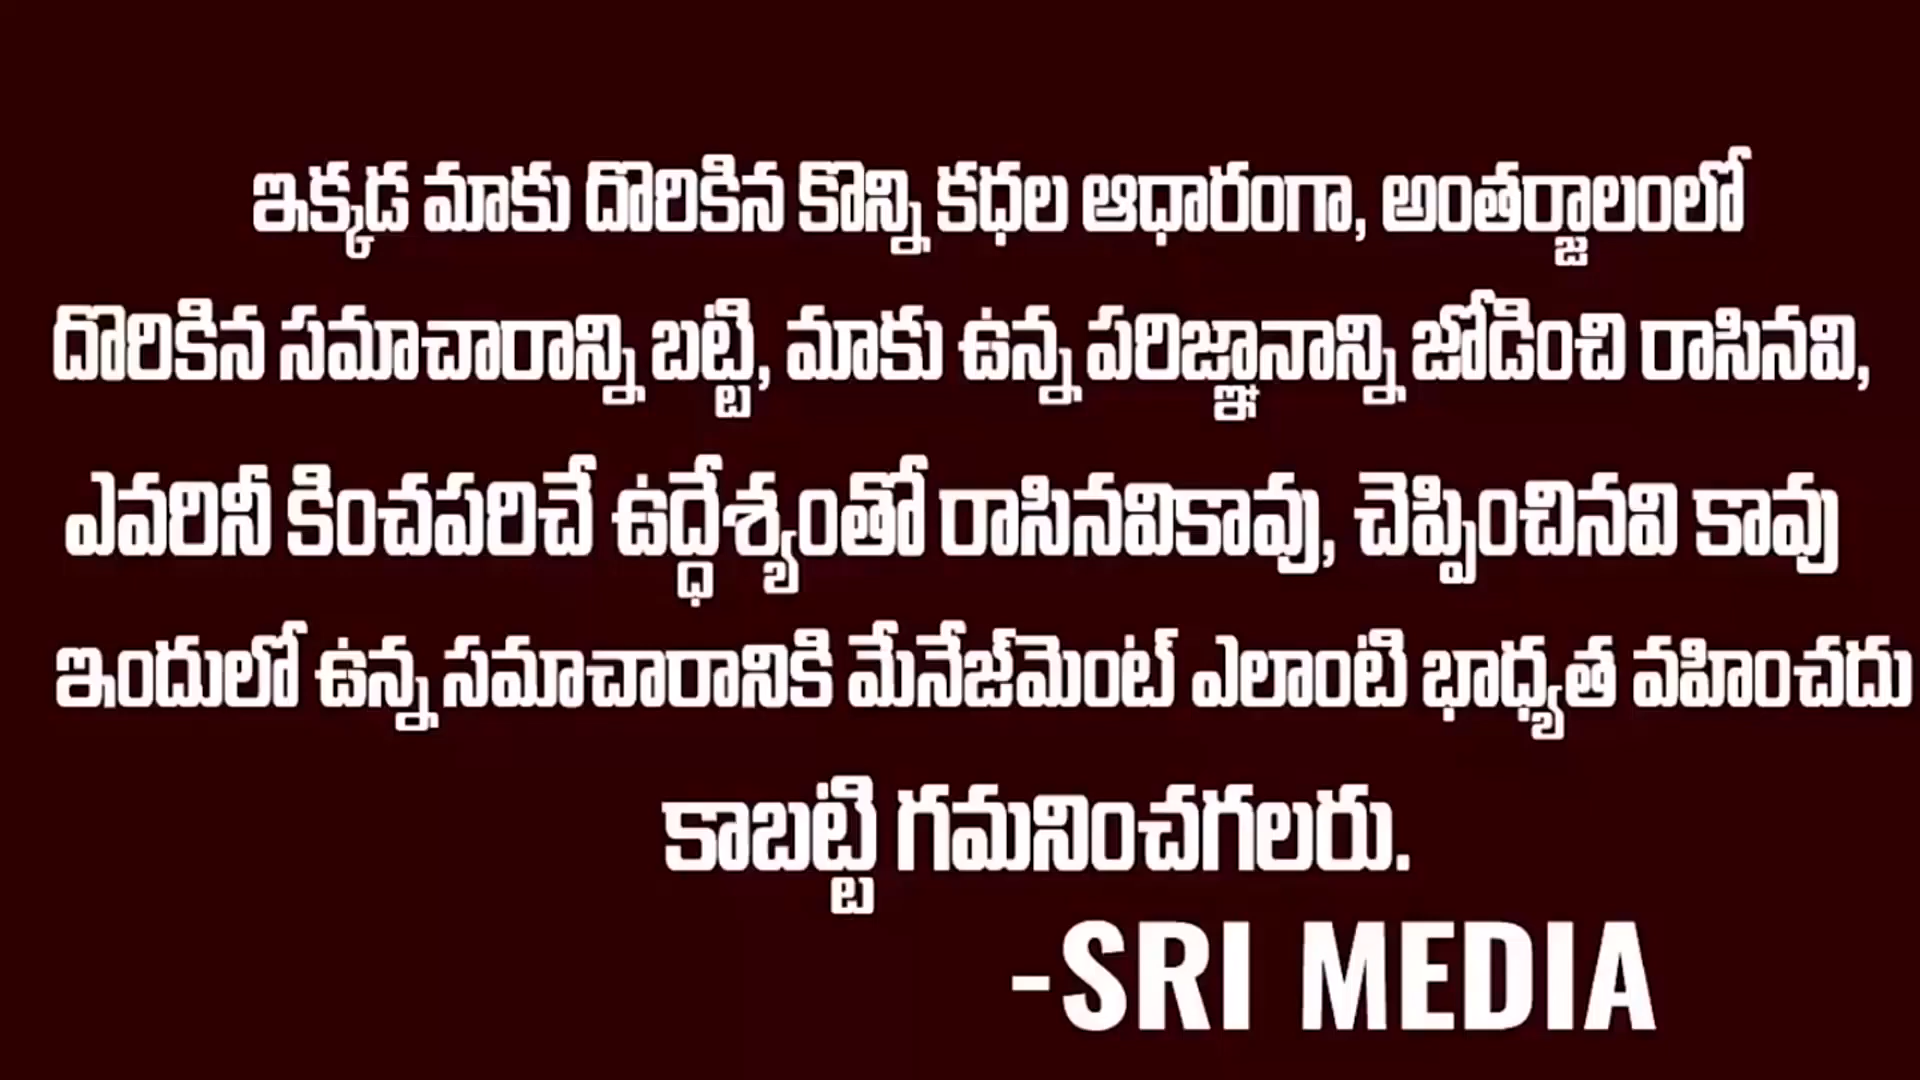 ఇక్కడ మాకు దొరికిన కొన్ని కధల ఆధారంగా, అంతర్జాలంలో
దొరికిన సమాచారాన్ని బట్టి, మాకు ఉన్న పరిజ్ఞానాన్ని జోడించి రాసినవి,
ఎవరినీ కించపరిచే ఉద్ధేశ్యంతో రాసినవికావు, చెప్పించినవి కావు
ఇందులో ఉన్న సమాచారానికి మేనేజ్‌మెంట్ ఎలాంటి భాధ్యత వహించదు
కాబట్టి గమనించగలరు.
-SRI MEDIA